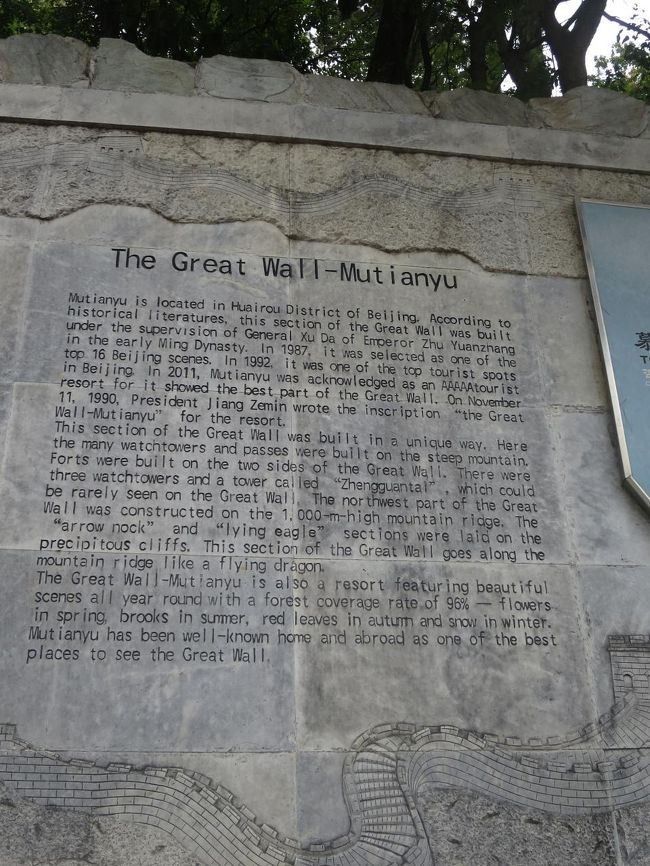 The Great Wall-Mutianyu
Mutianyu is located in Huairou District of Beijing. According to
historical literatures, this section of the Great Wall was built
under the supervision of General Xu Da of Emperor Zhu Yuanzhang
in the early Ming Dynasty. In 1987, it was selected as one of the
top 16 Beijing scenes. In 1992, it was one of the top tourist spots
in Beijing. In 2011, Mutianyu was acknowledged as an AAAAAtourist
resort for it showed the best part of the Great Wall. On November
11, 1990, President Jiang Zemin wrote the inscription “the Great
Wall-Mutianyu” for the resort.
This section of the Great Wall was built in a unique way. Here
the many watchtowers and passes were built on the steep mountain.
Forts were built on the two sides of the Great Wall. There were
three watchtowers and a tower called “Zhengguantai”, which could
be rarely seen on the Great Wall. The northwest part of the Great
Wall was constructed on the 1,000-m-high mountain ridge. The
“arrow nock” and “lying eagle” sections were laid on the
precipitous cliffs. This section of the Great Wall goes along the
mountain ridge like a flying dragon.
The Great Wall-Mutianyu is also a resort featuring beautiful
scenes all year round with a forest coverage rate of 96% — flowers
in spring, brooks in summer, red leaves in autumn and snow in winter.
Mutianyu has been well-known home and abroad as one of the best
places to see the Great Wall.
慕